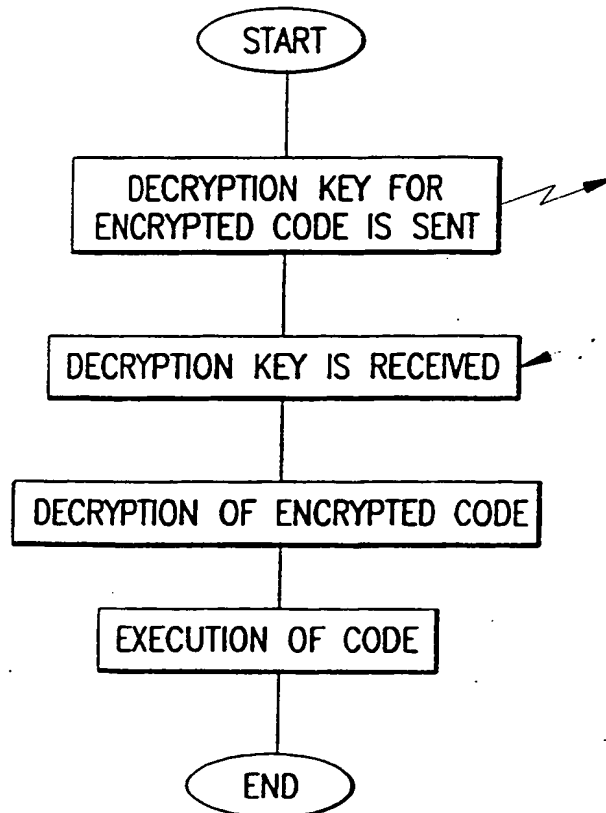 START
DECRYPTION KEY FOR
ENCRYPTED CODE IS SENT
DECRYPTION KEY IS RECEIVED
DECRYPTION OF ENCRYPTED CODE
EXECUTION OF CODE
END